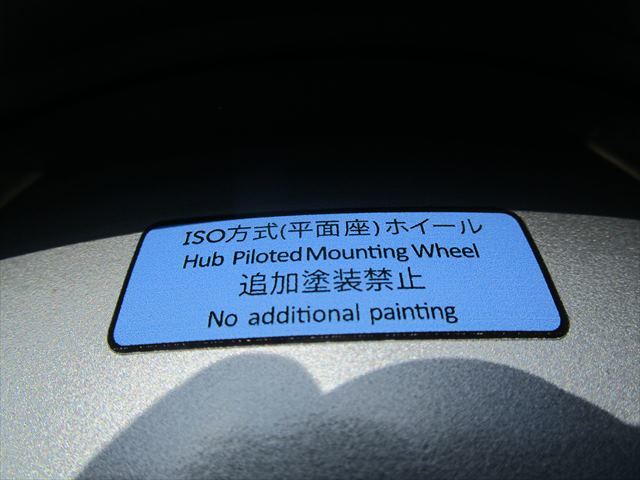 ISO方式(平面座)ホイール
Hub Piloted Mounting Wheel
追加塗装禁止
No additional painting